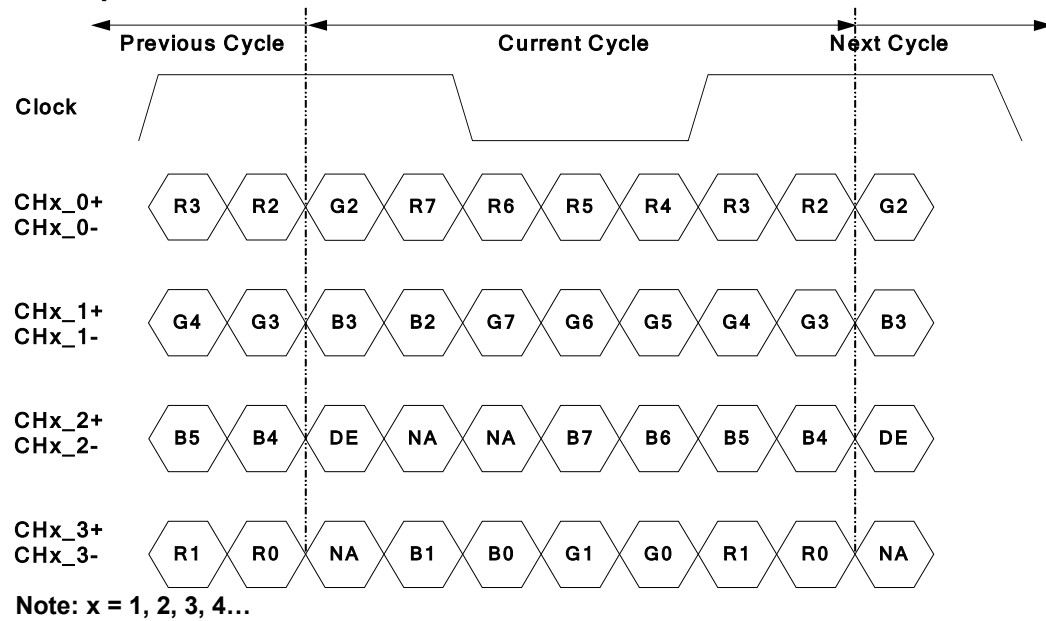 Previous Cycle Current Cycle Next Cycle
Clock
CHx_0+
CHx_0-
R3 R2 G2 R7 R6 R5 R4 R3 R2 G2
CHx_1+
CHx_1-
G4 G3 B3 B2 G7 G6 G5 G4 G3 B3
CHx_2+
CHx_2-
B5 B4 DE NA NA B7 B6 B5 B4 DE
CHx_3+
CHx_3-
R1 R0 NA B1 B0 G1 G0 R1 R0 NA
Note: x = 1, 2, 3, 4…